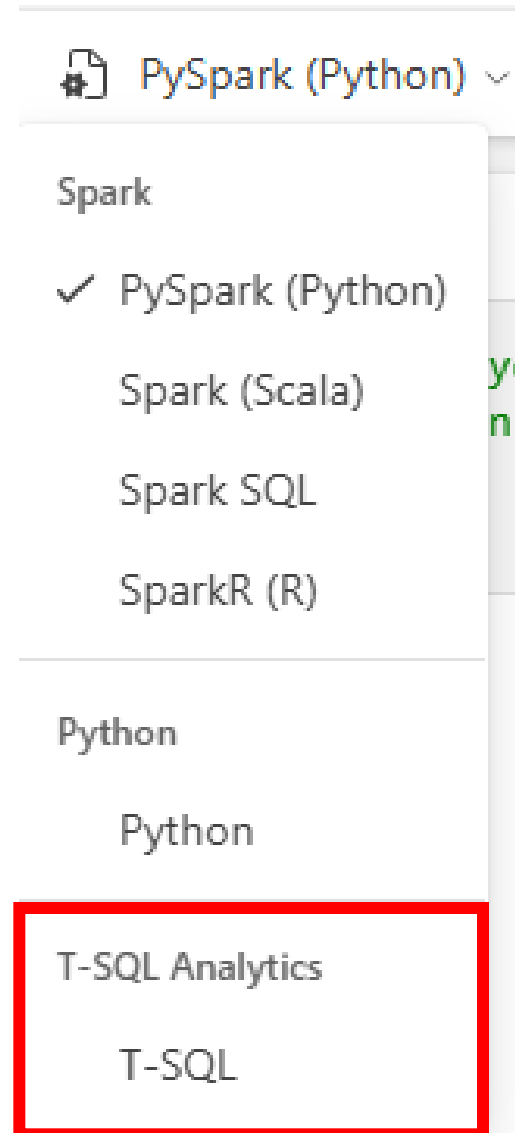 PySpark (Python)
Spark
PySpark (Python)
Spark (Scala)
Spark SQL
SparkR (R)
Python
Python
T-SQL Analytics
T-SQL